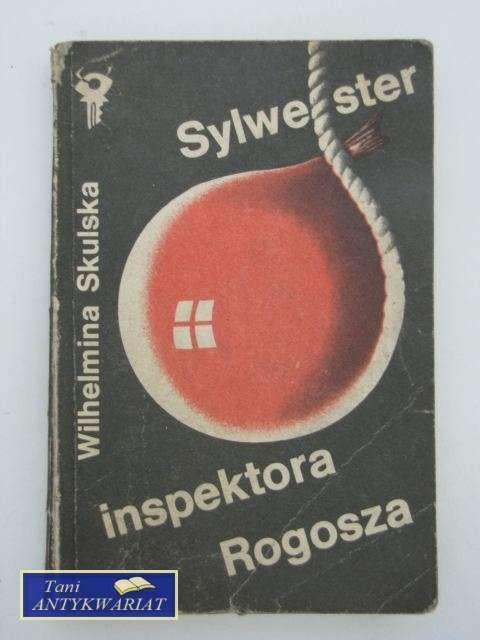 Wilhelmina Skulska
Sylwester
inspektora
Rogosza
Tani
ANTYKWARIAT